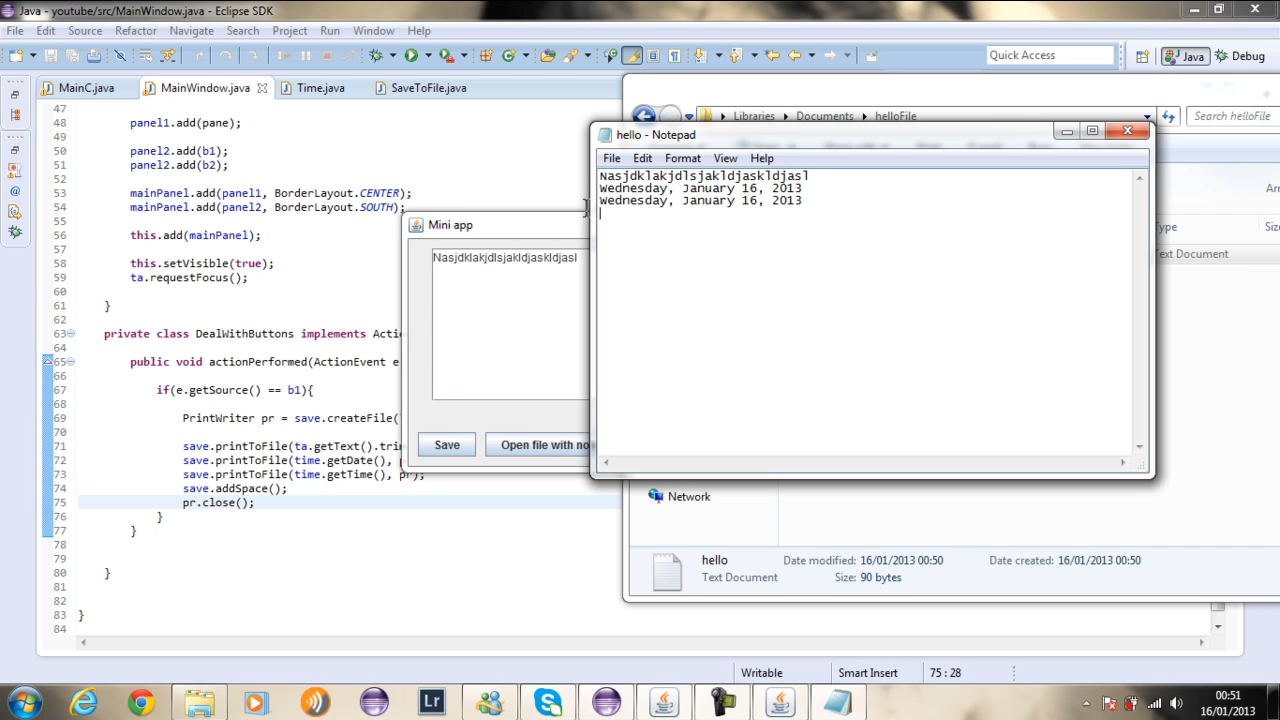 Java - youtube/src/MainWindow.java - Eclipse SDK
File Edit Source Refactor Navigate Search Project Run Window Help
Quick Access
Java
Debug
MainC.java
MainWindow.java
Time.java
SaveToFile.java
47
48 panel1.add(pane);
49
50 panel2.add(b1);
51 panel2.add(b2);
52
53 mainPanel.add(panel1, BorderLayout.CENTER);
54 mainPanel.add(panel2, BorderLayout.SOUTH);
55
56 this.add(mainPanel);
57
58 this.setVisible(true);
59 ta.requestFocus();
60
61 }
62
63 private class DealWithButtons implements Actio
64
65 public void actionPerformed(ActionEvent e
66
67 if(e.getSource() == b1){
68
69 PrintWriter pr = save.createFile(
70
71 save.printToFile(ta.getText().trim
72 save.printToFile(time.getDate(), p
73 save.printToFile(time.getTime(), pr);
74 save.addSpace();
75 pr.close();
76 }
77 }
78
79
80 }
81
82
83 }
84
Mini app
Nasjdklakjdlsjakldjaskldjasl
Save
Open file with no
Libraries Documents helloFile
Search helloFile
hello - Notepad
File Edit Format View Help
Nasjdklakjdlsjakldjaskldjasl
Wednesday, January 16, 2013
Wednesday, January 16, 2013
Type
Size
Text Document
Network
hello
Text Document
Date modified: 16/01/2013 00:50
Size: 90 bytes
Date created: 16/01/2013 00:50
Writable
Smart Insert
75 : 28
Lr
00:51
16/01/2013